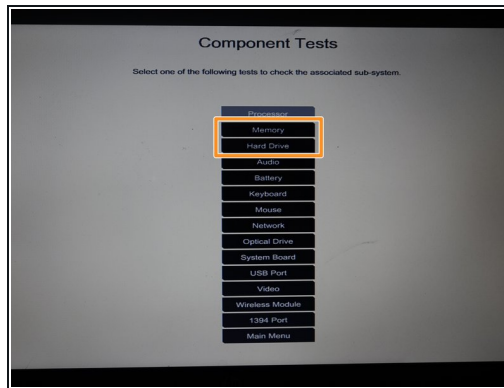 Component Tests
Select one of the following tests to check the associated sub-system.
Processor
Memory
Hard Drive
Audio
Battery
Keyboard
Mouse
Network
Optical Drive
System Board
USB Port
Video
Wireless Module
1394 Port
Main Menu